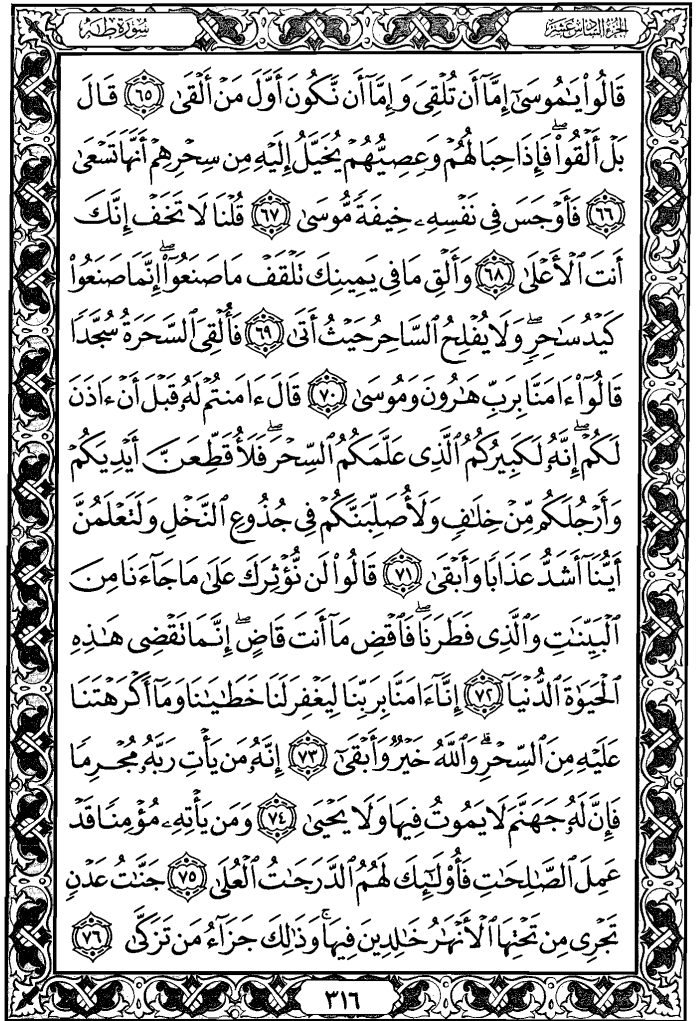 الجزء السادس عشر
سورة طه
قَالُوا۟ يَـٰمُوسَىٰٓ إِمَّآ أَن تُلْقِىَ وَإِمَّآ أَن نَّكُونَ أَوَّلَ مَنْ أَلْقَىٰ ٦٥ قَالَ
بَلْ أَلْقُوا۟ ۖ فَإِذَا حِبَالُهُمْ وَعِصِيُّهُمْ يُخَيَّلُ إِلَيْهِ مِن سِحْرِهِمْ أَنَّهَا تَسْعَىٰ
٦٦ فَأَوْجَسَ فِى نَفْسِهِۦ خِيفَةً مُّوسَىٰ ٦٧ قُلْنَا لَا تَخَفْ إِنَّكَ
أَنتَ ٱلْأَعْلَىٰ ٦٨ وَأَلْقِ مَا فِى يَمِينِكَ تَلْقَفْ مَا صَنَعُوٓا۟ ۖ إِنَّمَا صَنَعُوا۟
كَيْدُ سَـٰحِرٍ ۖ وَلَا يُفْلِحُ ٱلسَّاحِرُ حَيْثُ أَتَىٰ ٦٩ فَأُلْقِىَ ٱلسَّحَرَةُ سُجَّدًا
قَالُوٓا۟ ءَامَنَّا بِرَبِّ هَـٰرُونَ وَمُوسَىٰ ٧٠ قَالَ ءَامَنتُمْ لَهُۥ قَبْلَ أَنْ ءَاذَنَ
لَكُمْ ۖ إِنَّهُۥ لَكَبِيرُكُمُ ٱلَّذِى عَلَّمَكُمُ ٱلسِّحْرَ ۖ فَلَأُقَطِّعَنَّ أَيْدِيَكُمْ
وَأَرْجُلَكُم مِّنْ خِلَـٰفٍ وَلَأُصَلِّبَنَّكُمْ فِى جُذُوعِ ٱلنَّخْلِ وَلَتَعْلَمُنَّ
أَيُّنَآ أَشَدُّ عَذَابًا وَأَبْقَىٰ ٧١ قَالُوا۟ لَن نُّؤْثِرَكَ عَلَىٰ مَا جَآءَنَا مِنَ
ٱلْبَيِّنَـٰتِ وَٱلَّذِى فَطَرَنَا ۖ فَٱقْضِ مَآ أَنتَ قَاضٍ ۖ إِنَّمَا تَقْضِى هَـٰذِهِ
ٱلْحَيَوٰةَ ٱلدُّنْيَآ ٧٢ إِنَّآ ءَامَنَّا بِرَبِّنَا لِيَغْفِرَ لَنَا خَطَـٰيَـٰنَا وَمَآ أَكْرَهْتَنَا
عَلَيْهِ مِنَ ٱلسِّحْرِ ۗ وَٱللَّهُ خَيْرٌ وَأَبْقَىٰٓ ٧٣ إِنَّهُۥ مَن يَأْتِ رَبَّهُۥ مُجْرِمًا
فَإِنَّ لَهُۥ جَهَنَّمَ لَا يَمُوتُ فِيهَا وَلَا يَحْيَىٰ ٧٤ وَمَن يَأْتِهِۦ مُؤْمِنًا قَدْ
عَمِلَ ٱلصَّـٰلِحَـٰتِ فَأُو۟لَـٰٓئِكَ لَهُمُ ٱلدَّرَجَـٰتُ ٱلْعُلَىٰ ٧٥ جَنَّـٰتُ عَدْنٍ
تَجْرِى مِن تَحْتِهَا ٱلْأَنْهَـٰرُ خَـٰلِدِينَ فِيهَا ۚ وَذَٰلِكَ جَزَآءُ مَن تَزَكَّىٰ ٧٦
٣١٦